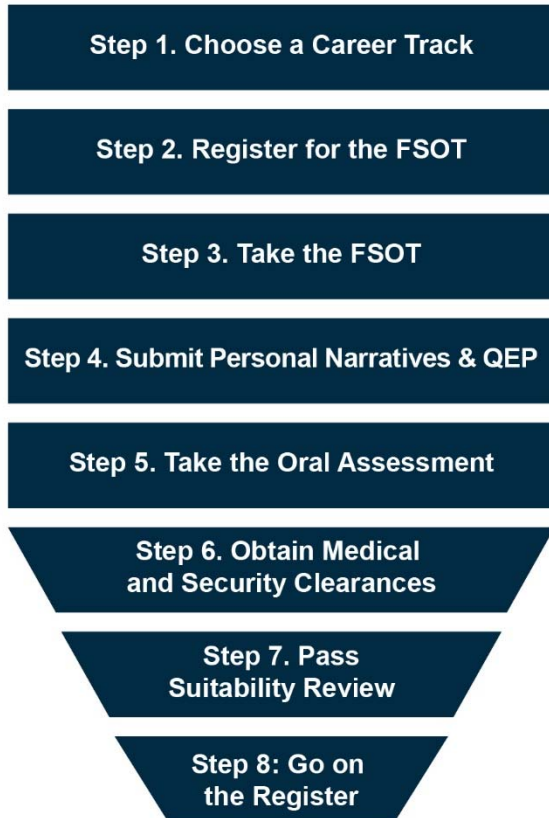 Step 1. Choose a Career Track
Step 2. Register for the FSOT
Step 3. Take the FSOT
Step 4. Submit Personal Narratives & QEP
Step 5. Take the Oral Assessment
Step 6. Obtain Medical
and Security Clearances
Step 7. Pass
Suitability Review
Step 8: Go on
the Register